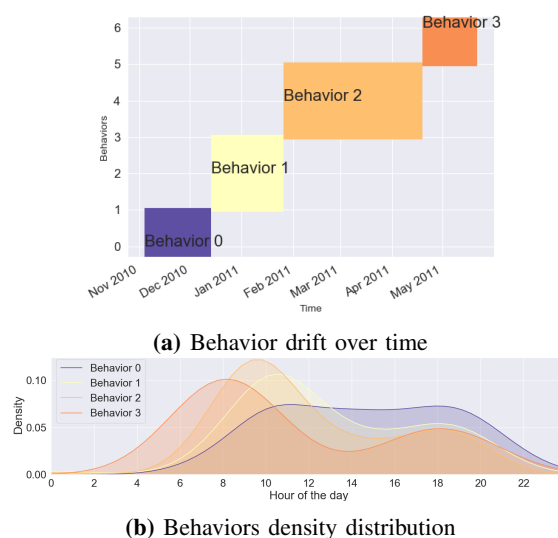 6
5
4
3
2
1
0
Behaviors
Behavior 3
Behavior 2
Behavior 1
Behavior 0
Nov 2010
Dec 2010
Jan 2011
Feb 2011
Mar 2011
Apr 2011
May 2011
Time
(a) Behavior drift over time
0.10
0.05
0.00
Density
Behavior 0
Behavior 1
Behavior 2
Behavior 3
0 2 4 6 8 10 12 14 16 18 20 22
Hour of the day
(b) Behaviors density distribution